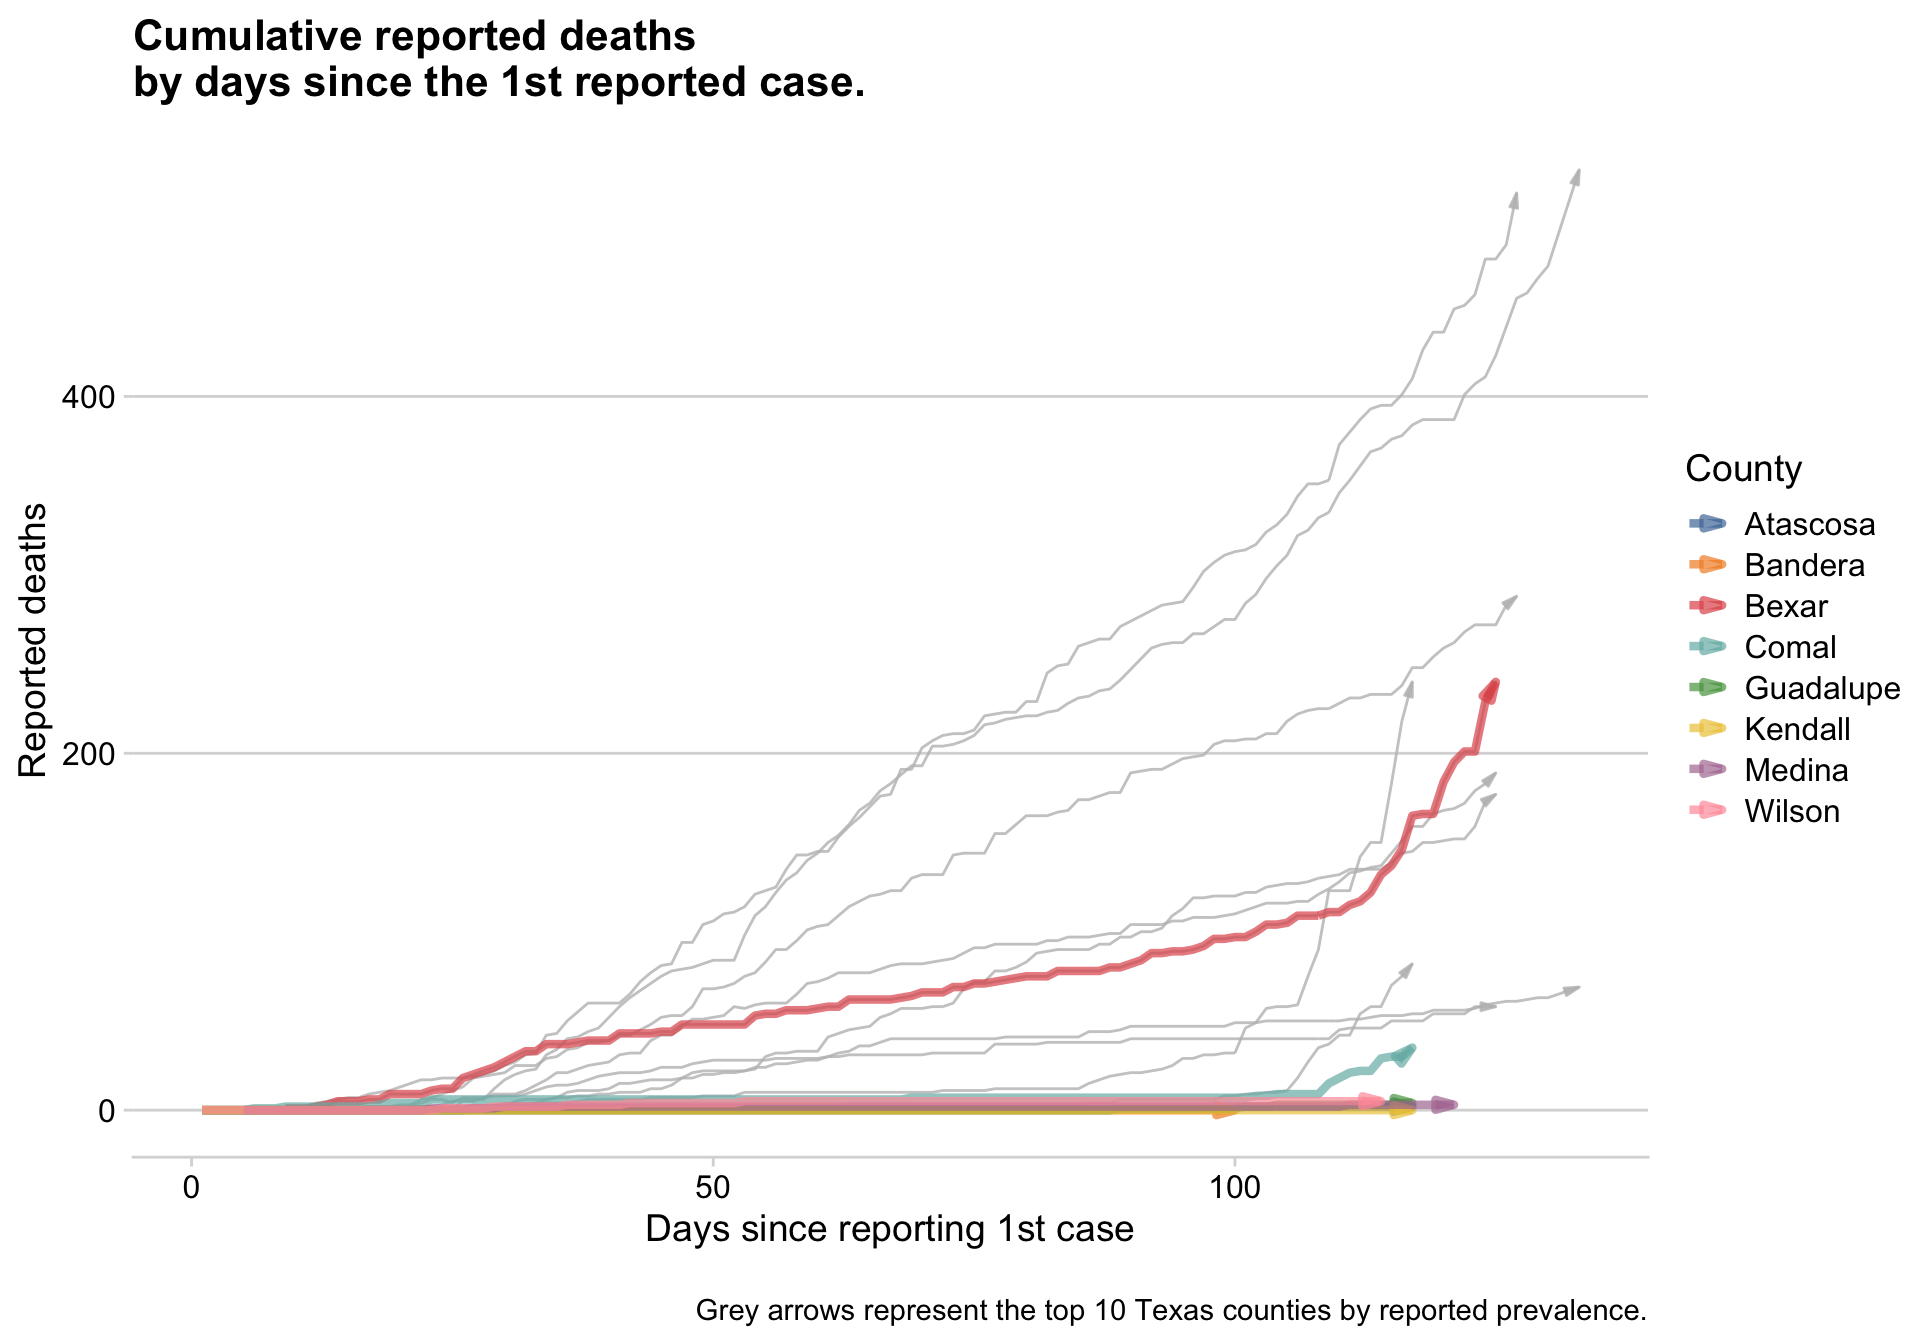 Cumulative reported deaths
by days since the 1st reported case.
Reported deaths
400
200
0
0
50
100
Days since reporting 1st case
County
Atascosa
Bandera
Bexar
Comal
Guadalupe
Kendall
Medina
Wilson
Grey arrows represent the top 10 Texas counties by reported prevalence.